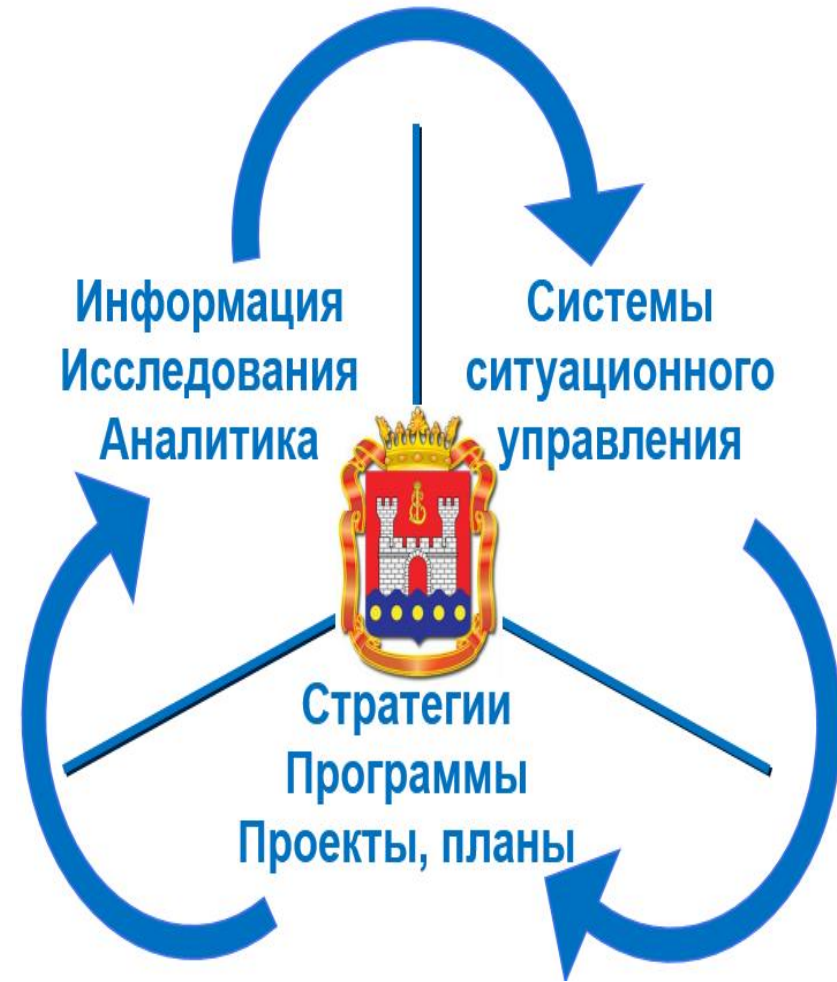 Информация
Исследования
Аналитика
Системы
ситуационного
управления
Стратегии
Программы
Проекты, планы